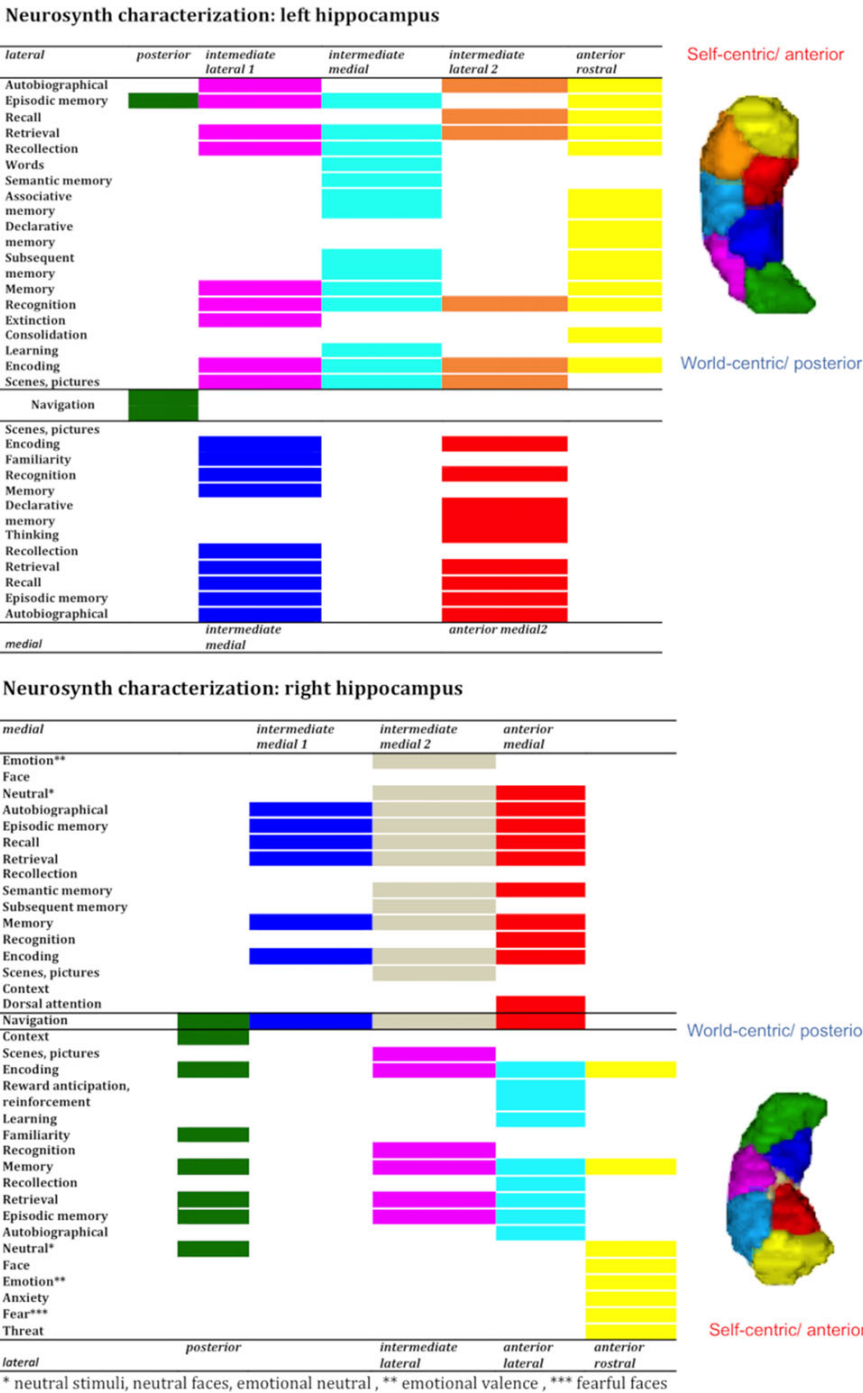 Neurosynth characterization: left hippocampus
lateral posterior intemediate lateral 1 intermediate medial intermediate lateral 2 anterior rostral
Self-centric/ anterior
Autobiographical
Episodic memory
Recall
Retrieval
Recollection
Words
Semantic memory
Associative
memory
Declarative
memory
Subsequent
memory
Memory
Recognition
Extinction
Consolidation
Learning
World-centric/ posterior
Encoding
Scenes, pictures
Navigation
Scenes, pictures
Encoding
Familiarity
Recognition
Memory
Declarative
memory
Thinking
Recollection
Retrieval
Recall
Episodic memory
Autobiographical
medial intermediate medial anterior medial2
Neurosynth characterization: right hippocampus
medial intermediate medial 1 intermediate medial 2 anterior medial
Emotion**
Face
Neutral*
Autobiographical
Episodic memory
Recall
Retrieval
Recollection
Semantic memory
Subsequent memory
Memory
Recognition
Encoding
Scenes, pictures
Context
Dorsal attention
Navigation
World-centric/ posterio
Context
Scenes, pictures
Encoding
Reward anticipation,
reinforcement
Learning
Familiarity
Recognition
Memory
Recollection
Retrieval
Episodic memory
Autobiographical
Neutral*
Face
Emotion**
Anxiety
Fear***
Threat
Self-centric/ anterior
lateral posterior intermediate lateral anterior lateral anterior rostral
* neutral stimuli, neutral faces, emotional neutral , ** emotional valence , *** fearful faces